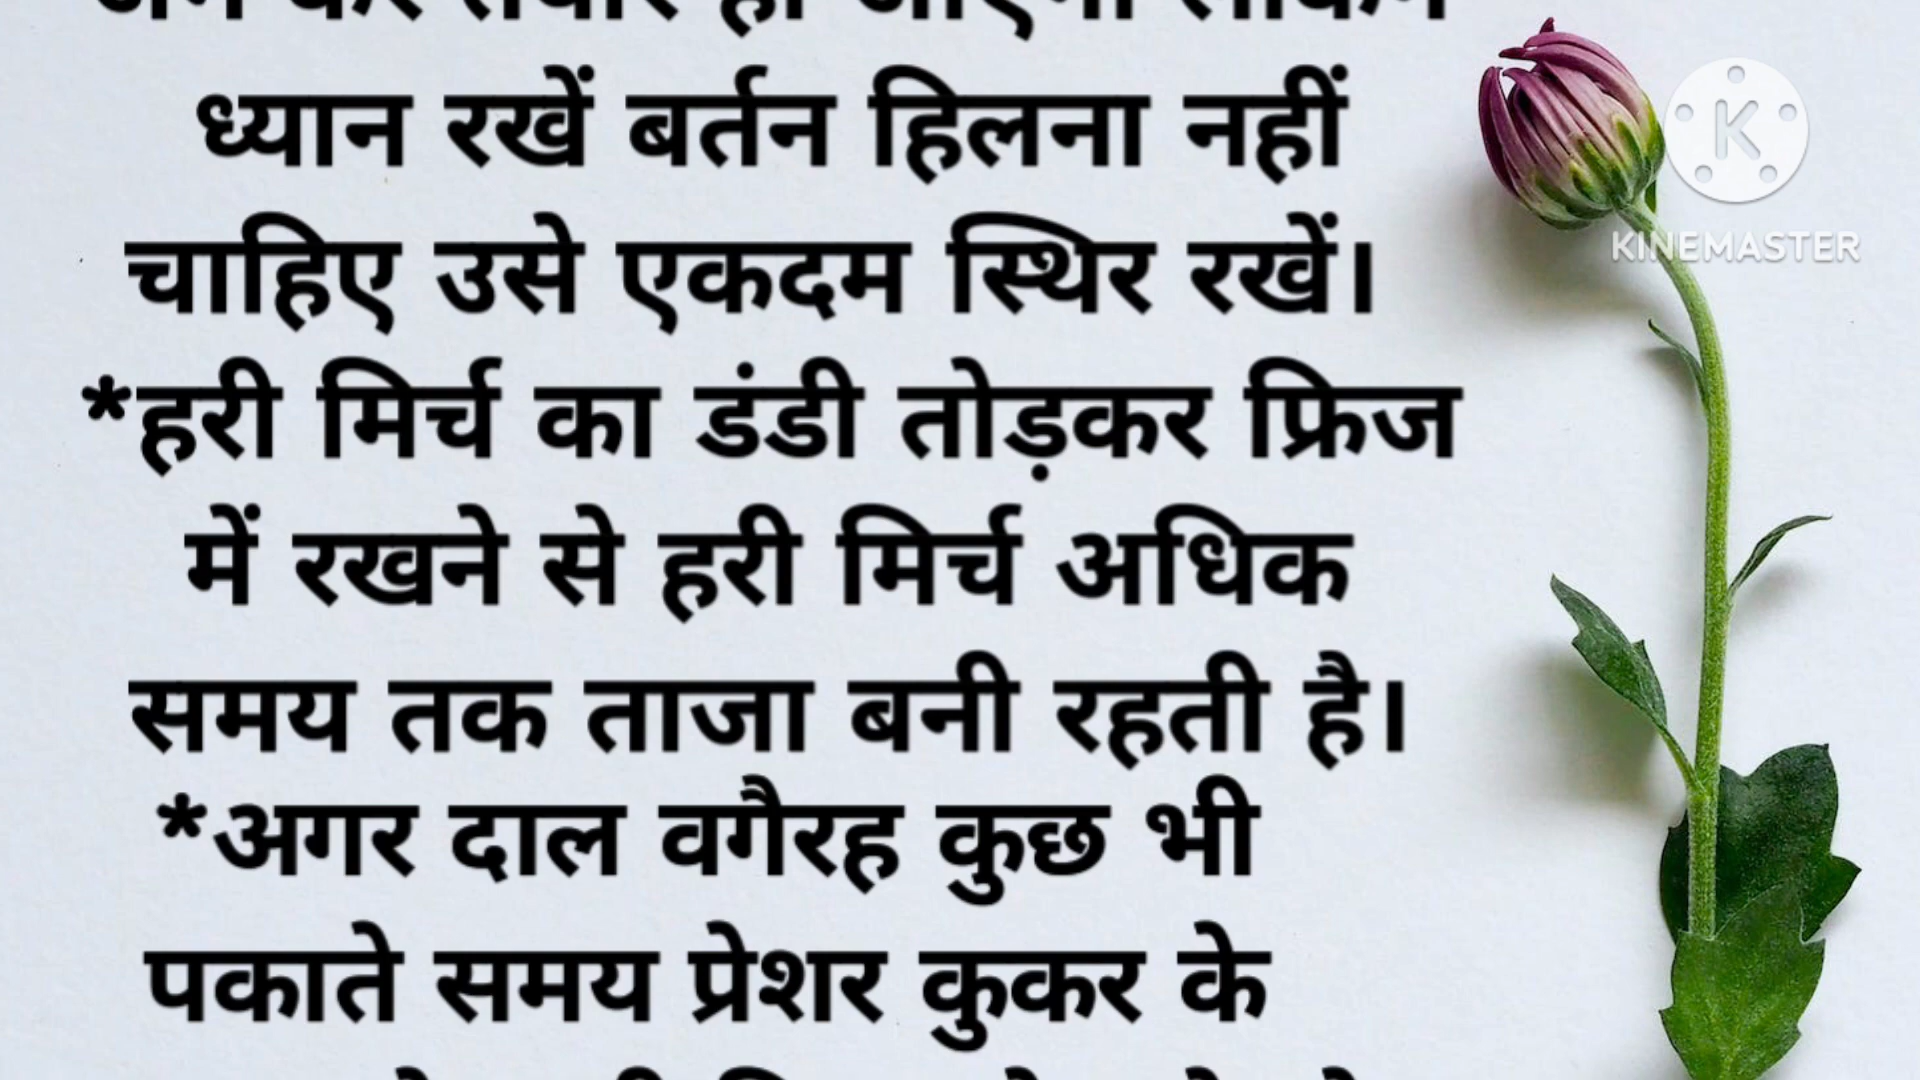 ध्यान रखें बर्तन हिलना नहीं
चाहिए उसे एकदम स्थिर रखें।
*हरी मिर्च का डंडी तोड़कर फ्रिज
में रखने से हरी मिर्च अधिक
समय तक ताजा बनी रहती है।
*अगर दाल वगैरह कुछ भी
पकाते समय प्रेशर कुकर के
K
KINEMASTER